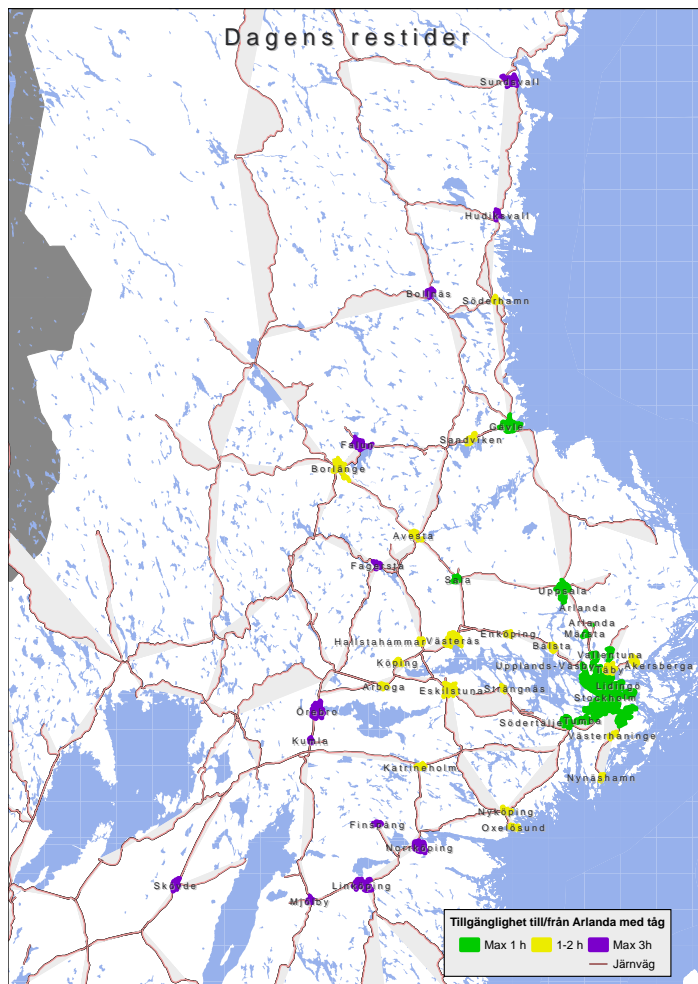 Dagens restider
Sundsvall
Hudiksvall
Bollnäs
Söderhamn
Gävle
Sandviken
Falun
Borlänge
Avesta
Fagersta
Sala
Uppsala
Arlanda
Arlanda
Märsta
Hallstahammar
Västerås
Enköping
Bålsta
Vallentuna
Köping
Upplands-Väsby
Täby
Åkersberga
Arboga
Eskilstuna
Strängnäs
Lidingö
Stockholm
Örebro
Södertälje
Tumba
Kumla
Västerhaninge
Katrineholm
Nynäshamn
Nyköping
Finspång
Oxelösund
Norrköping
Skövde
Linköping
Mjölby
Tillgänglighet till/från Arlanda med tåg
Max 1 h
1-2 h
Max 3h
Järnväg